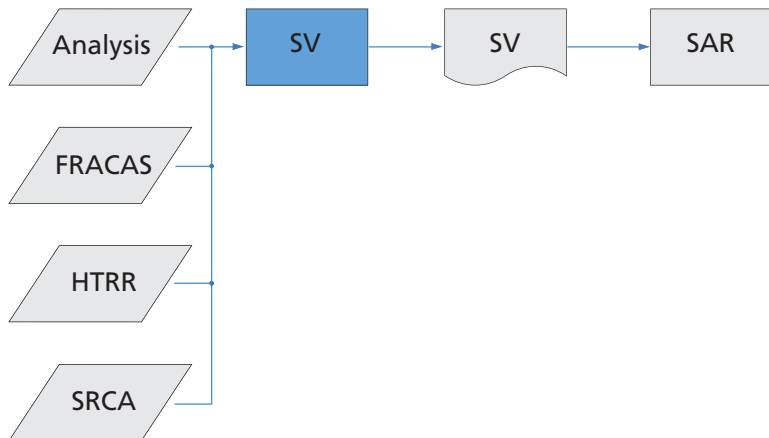 Analysis
SV
SV
SAR
FRACAS
HTRR
SRCA